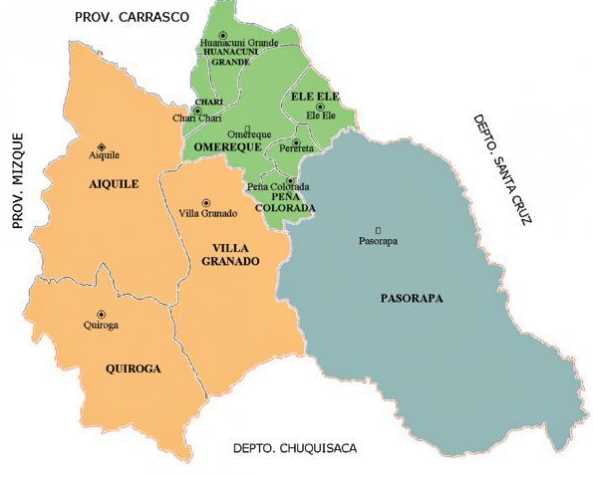 PROV. CARRASCO
Huanacuni Grande
HUANACUNI
GRANDE
ELE ELE
CHARI
Chari Chari
Ele Ele
Omereque
OMEREQUE
Perereta
PROV. MIZQUE
DEPTO. SANTA CRUZ
Aiquile
AIQUILE
Peña Colorada
PEÑA
COLORADA
Villa Granado
VILLA
GRANADO
Pasorapa
PASORAPA
Quiroga
QUIROGA
DEPTO. CHUQUISACA